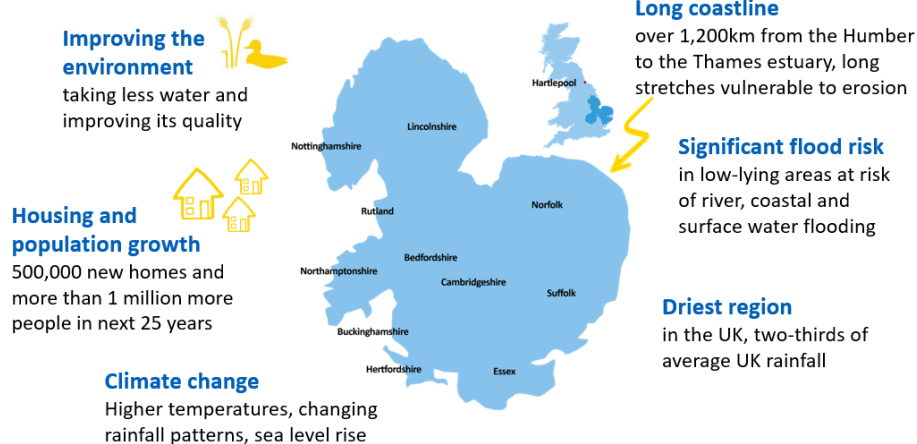 Improving the
environment
taking less water and
improving its quality
Long coastline
over 1,200km from the Humber
to the Thames estuary, long
stretches vulnerable to erosion
Hartlepool
Lincolnshire
Nottinghamshire
Significant flood risk
in low-lying areas at risk
of river, coastal and
surface water flooding
Housing and
population growth
500,000 new homes and
more than 1 million more
people in next 25 years
Rutland
Norfolk
Bedfordshire
Northamptonshire
Cambridgeshire
Suffolk
Driest region
in the UK, two-thirds of
average UK rainfall
Buckinghamshire
Hertfordshire
Essex
Climate change
Higher temperatures, changing
rainfall patterns, sea level rise